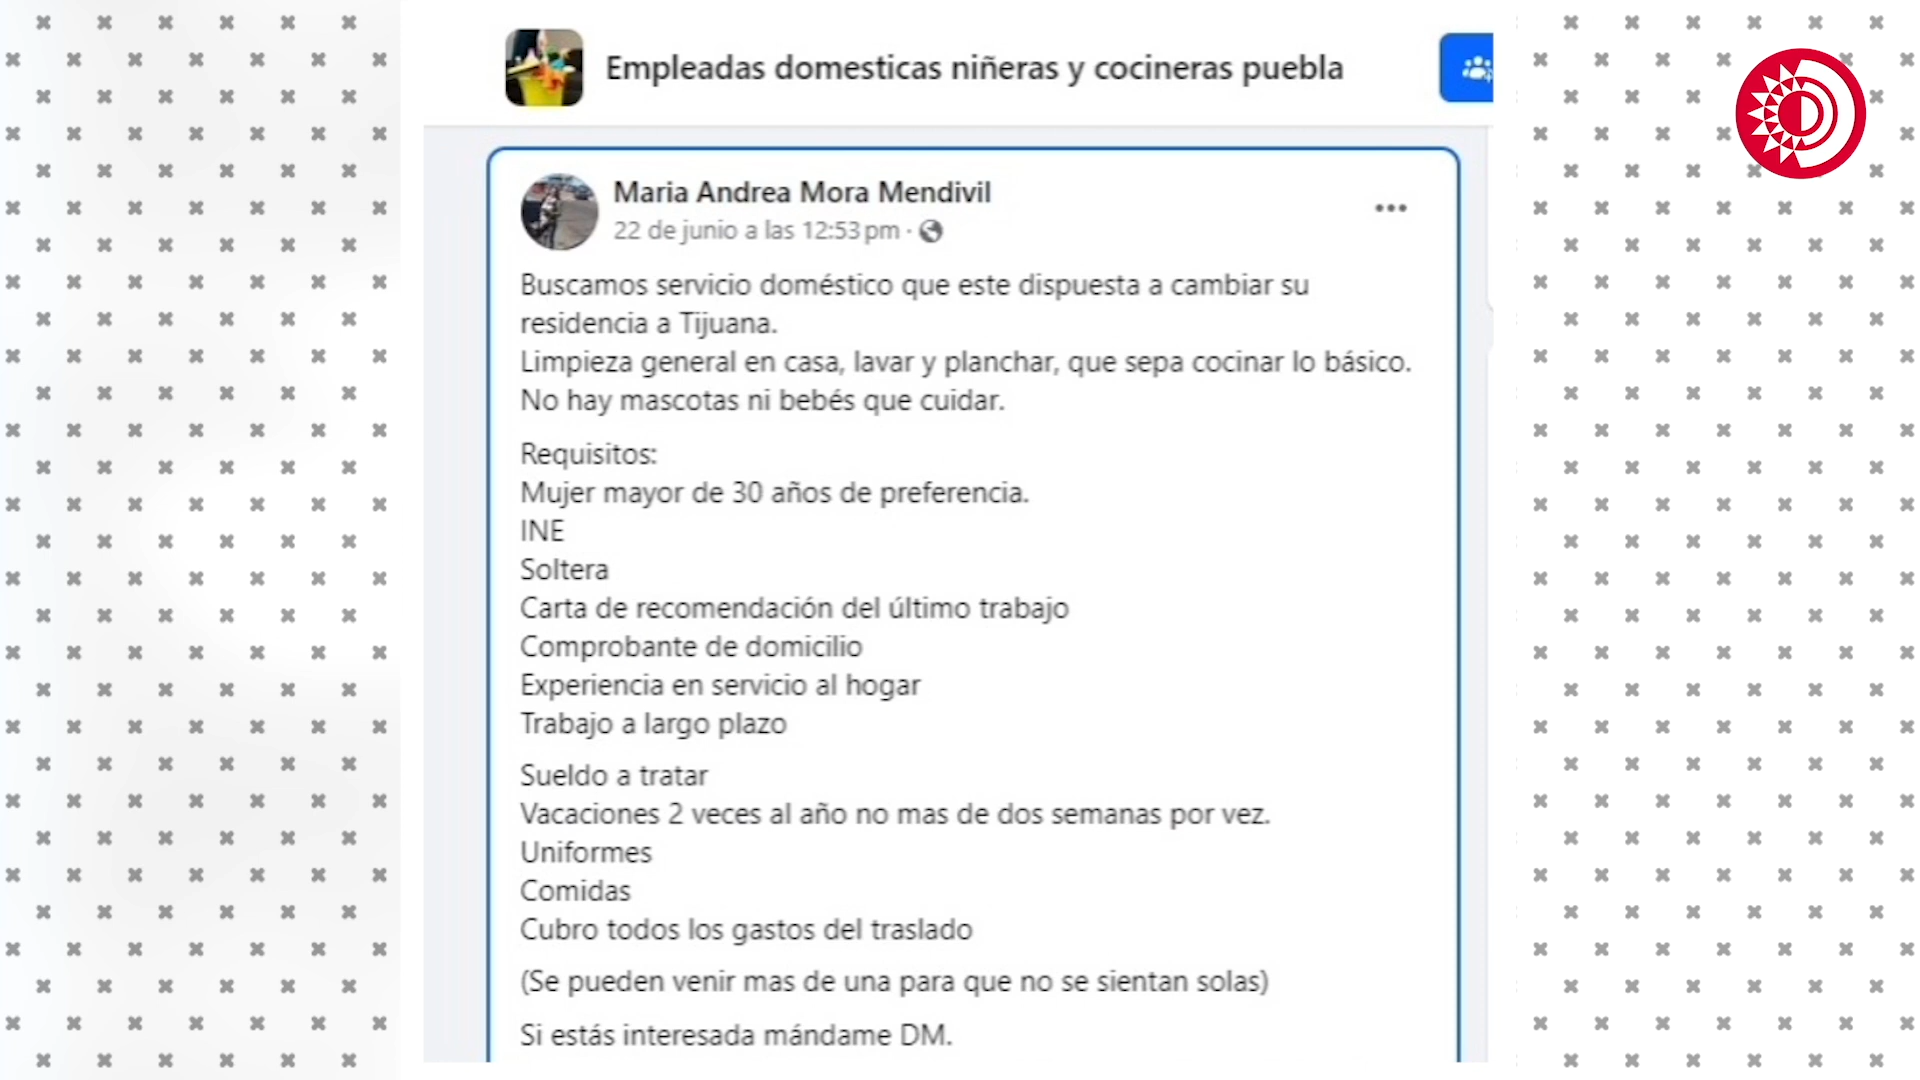 Empleadas domesticas niñeras y cocineras puebla
Maria Andrea Mora Mendivil
22 de junio a las 12:53 pm ·
Buscamos servicio doméstico que este dispuesta a cambiar su
residencia a Tijuana.
Limpieza general en casa, lavar y planchar, que sepa cocinar lo básico.
No hay mascotas ni bebés que cuidar.
Requisitos:
Mujer mayor de 30 años de preferencia.
INE
Soltera
Carta de recomendación del último trabajo
Comprobante de domicilio
Experiencia en servicio al hogar
Trabajo a largo plazo
Sueldo a tratar
Vacaciones 2 veces al año no mas de dos semanas por vez.
Uniformes
Comidas
Cubro todos los gastos del traslado
(Se pueden venir mas de una para que no se sientan solas)
Si estás interesada mándame DM.